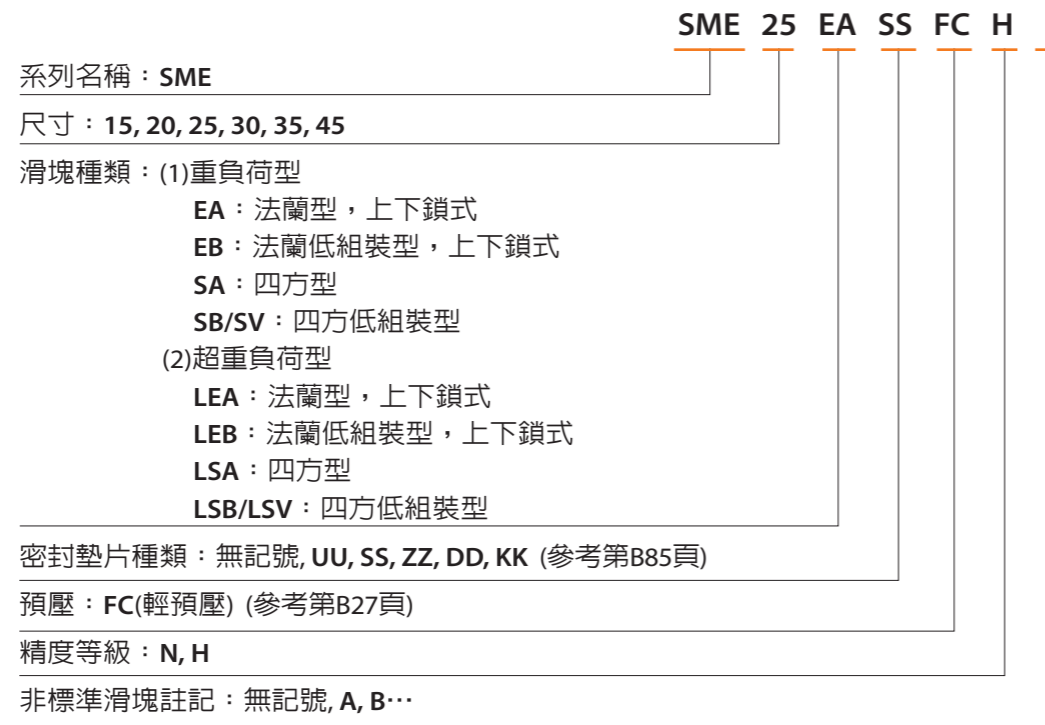 SME 25 EA SS FC H
系列名稱：SME
尺寸：15, 20, 25, 30, 35, 45
滑塊種類：(1)重負荷型
EA：法蘭型，上下鎖式
EB：法蘭低組裝型，上下鎖式
SA：四方型
SB/SV：四方低組裝型
(2)超重負荷型
LEA：法蘭型，上下鎖式
LEB：法蘭低組裝型，上下鎖式
LSA：四方型
LSB/LSV：四方低組裝型
密封墊片種類：無記號, UU, SS, ZZ, DD, KK (參考第B85頁)
預壓：FC(輕預壓) (參考第B27頁)
精度等級：N, H
非標準滑塊註記：無記號, A, B…